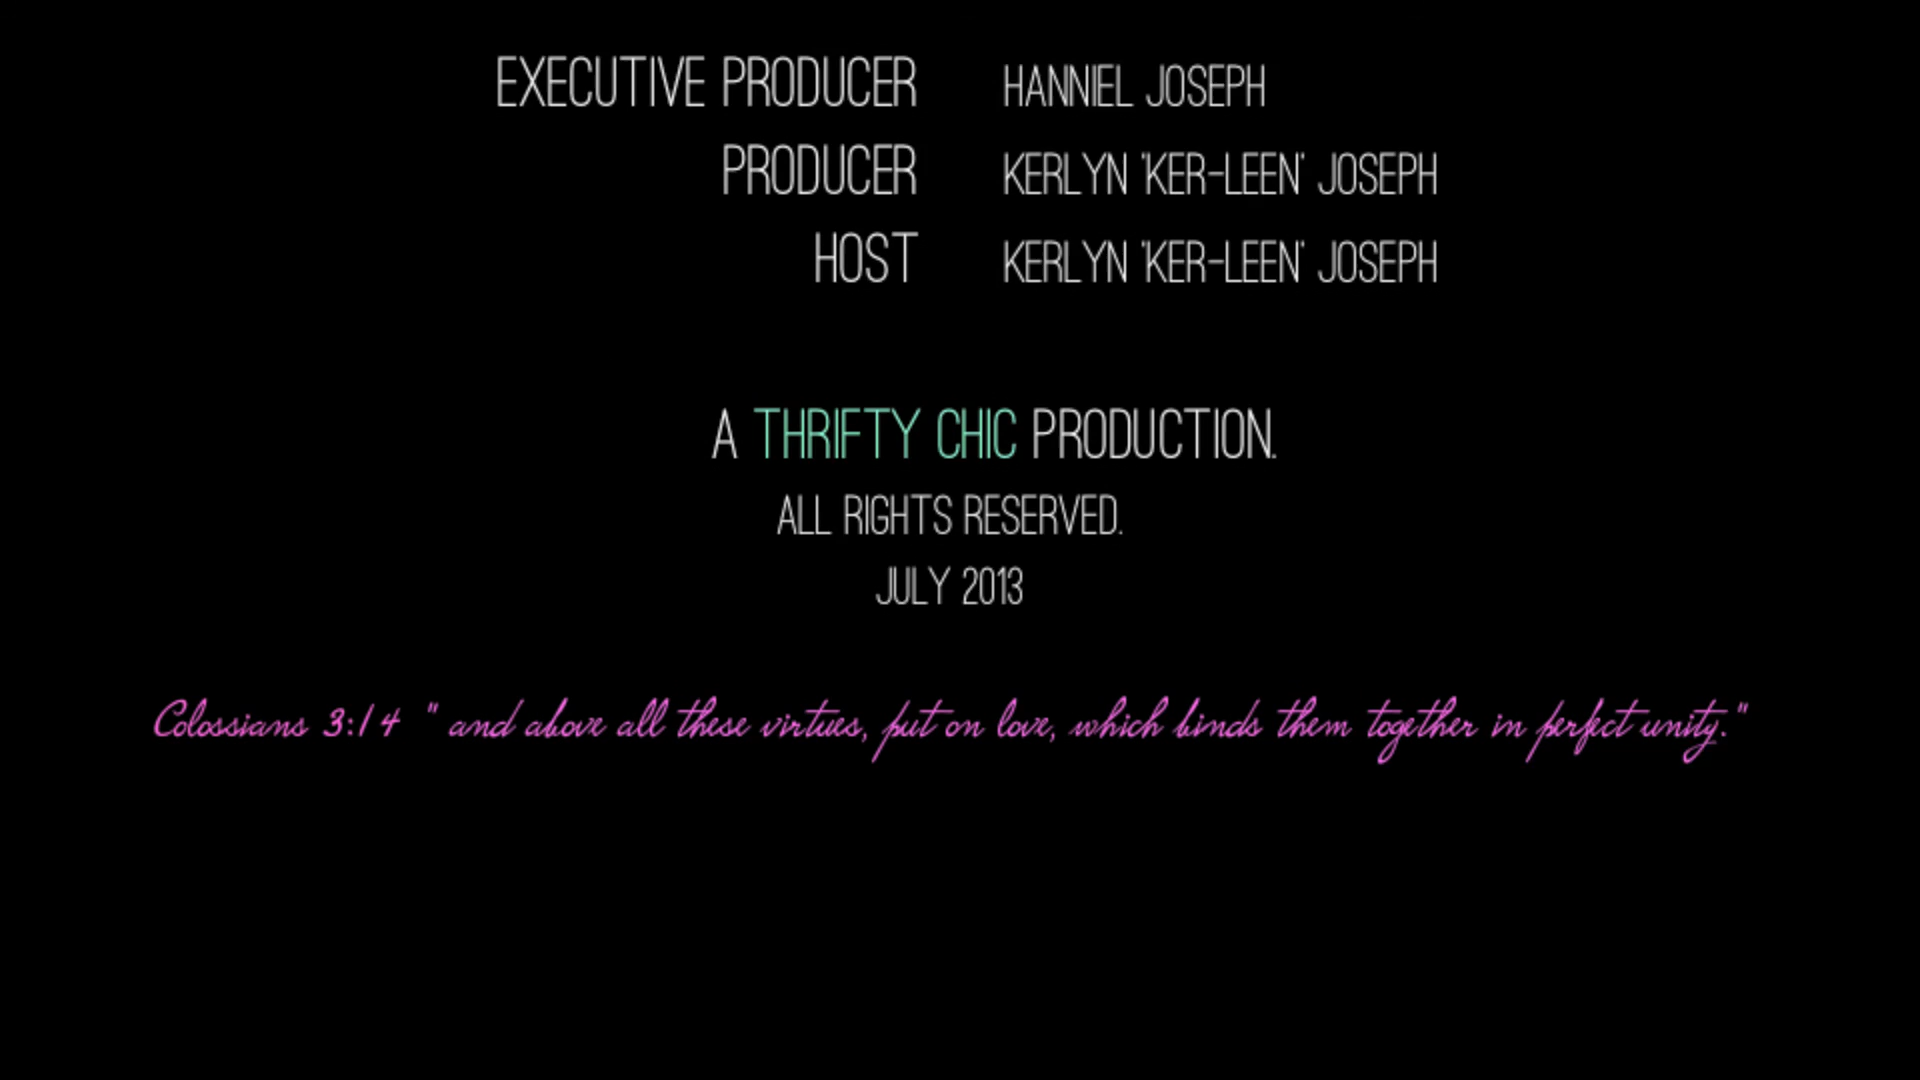 EXECUTIVE PRODUCER HANNIEL JOSEPH
PRODUCER KERLYN 'KER-LEEN' JOSEPH
HOST KERLYN 'KER-LEEN' JOSEPH
A THRIFTY CHIC PRODUCTION.
ALL RIGHTS RESERVED.
JULY 2013
Colossians 3:14 " and above all these virtues, put on love, which binds them together in perfect unity."